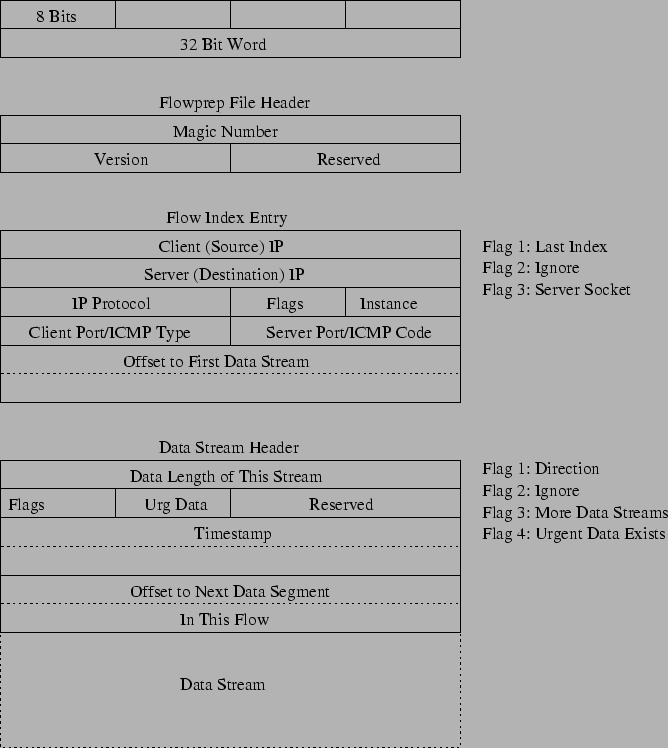 8 Bits
32 Bit Word
Flowprep File Header
Magic Number
Version Reserved
Flow Index Entry
Client (Source) IP
Server (Destination) IP
IP Protocol Flags Instance
Client Port/ICMP Type Server Port/ICMP Code
Offset to First Data Stream
Flag 1: Last Index
Flag 2: Ignore
Flag 3: Server Socket
Data Stream Header
Data Length of This Stream
Flags Urg Data Reserved
Timestamp
Offset to Next Data Segment
In This Flow
Data Stream
Flag 1: Direction
Flag 2: Ignore
Flag 3: More Data Streams
Flag 4: Urgent Data Exists